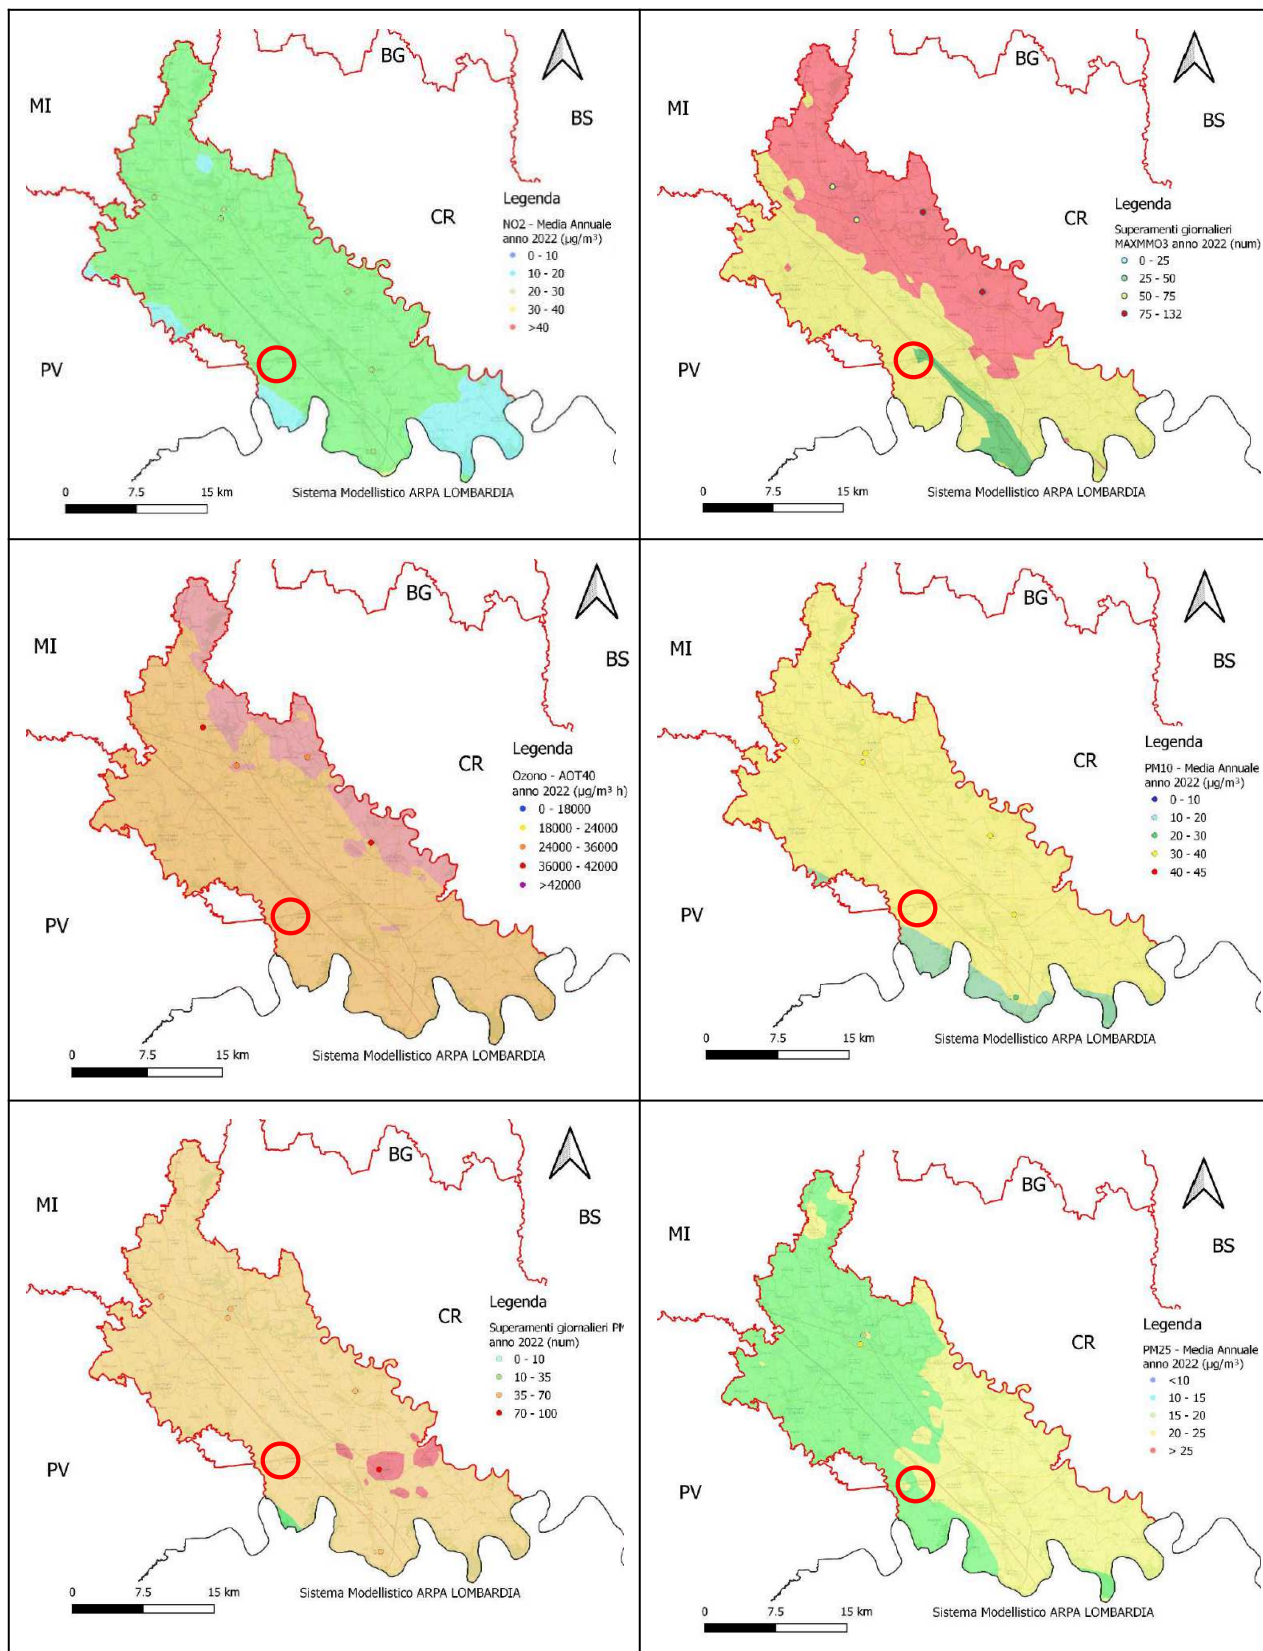 BG
MI
BS
Legenda
NO2 - Media Annuale
anno 2022 (µg/m³)
0 - 10
10 - 20
20 - 30
30 - 40
>40
CR
PV
0 7.5 15 km
Sistema Modellistico ARPA LOMBARDIA
BG
MI
BS
Legenda
Superamenti giornalieri
MAXMMO3 anno 2022 (num)
0 - 25
25 - 50
50 - 75
75 - 132
CR
PV
0 7.5 15 km
Sistema Modellistico ARPA LOMBARDIA
BG
MI
BS
Legenda
Ozono - AOT40
anno 2022 (µg/m³ h)
0 - 18000
18000 - 24000
24000 - 36000
36000 - 42000
>42000
CR
PV
0 7.5 15 km
Sistema Modellistico ARPA LOMBARDIA
BG
MI
BS
Legenda
PM10 - Media Annuale
anno 2022 (µg/m³)
0 - 10
10 - 20
20 - 30
30 - 40
40 - 45
CR
PV
0 7.5 15 km
Sistema Modellistico ARPA LOMBARDIA
BG
MI
BS
Legenda
Superamenti giornalieri
anno 2022 (num)
0 - 10
10 - 35
35 - 70
70 - 100
CR
PV
0 7.5 15 km
Sistema Modellistico ARPA LOMBARDIA
BG
MI
BS
Legenda
PM25 - Media Annuale
anno 2022 (µg/m³)
<10
10 - 15
15 - 20
20 - 25
> 25
CR
PV
0 7.5 15 km
Sistema Modellistico ARPA LOMBARDIA